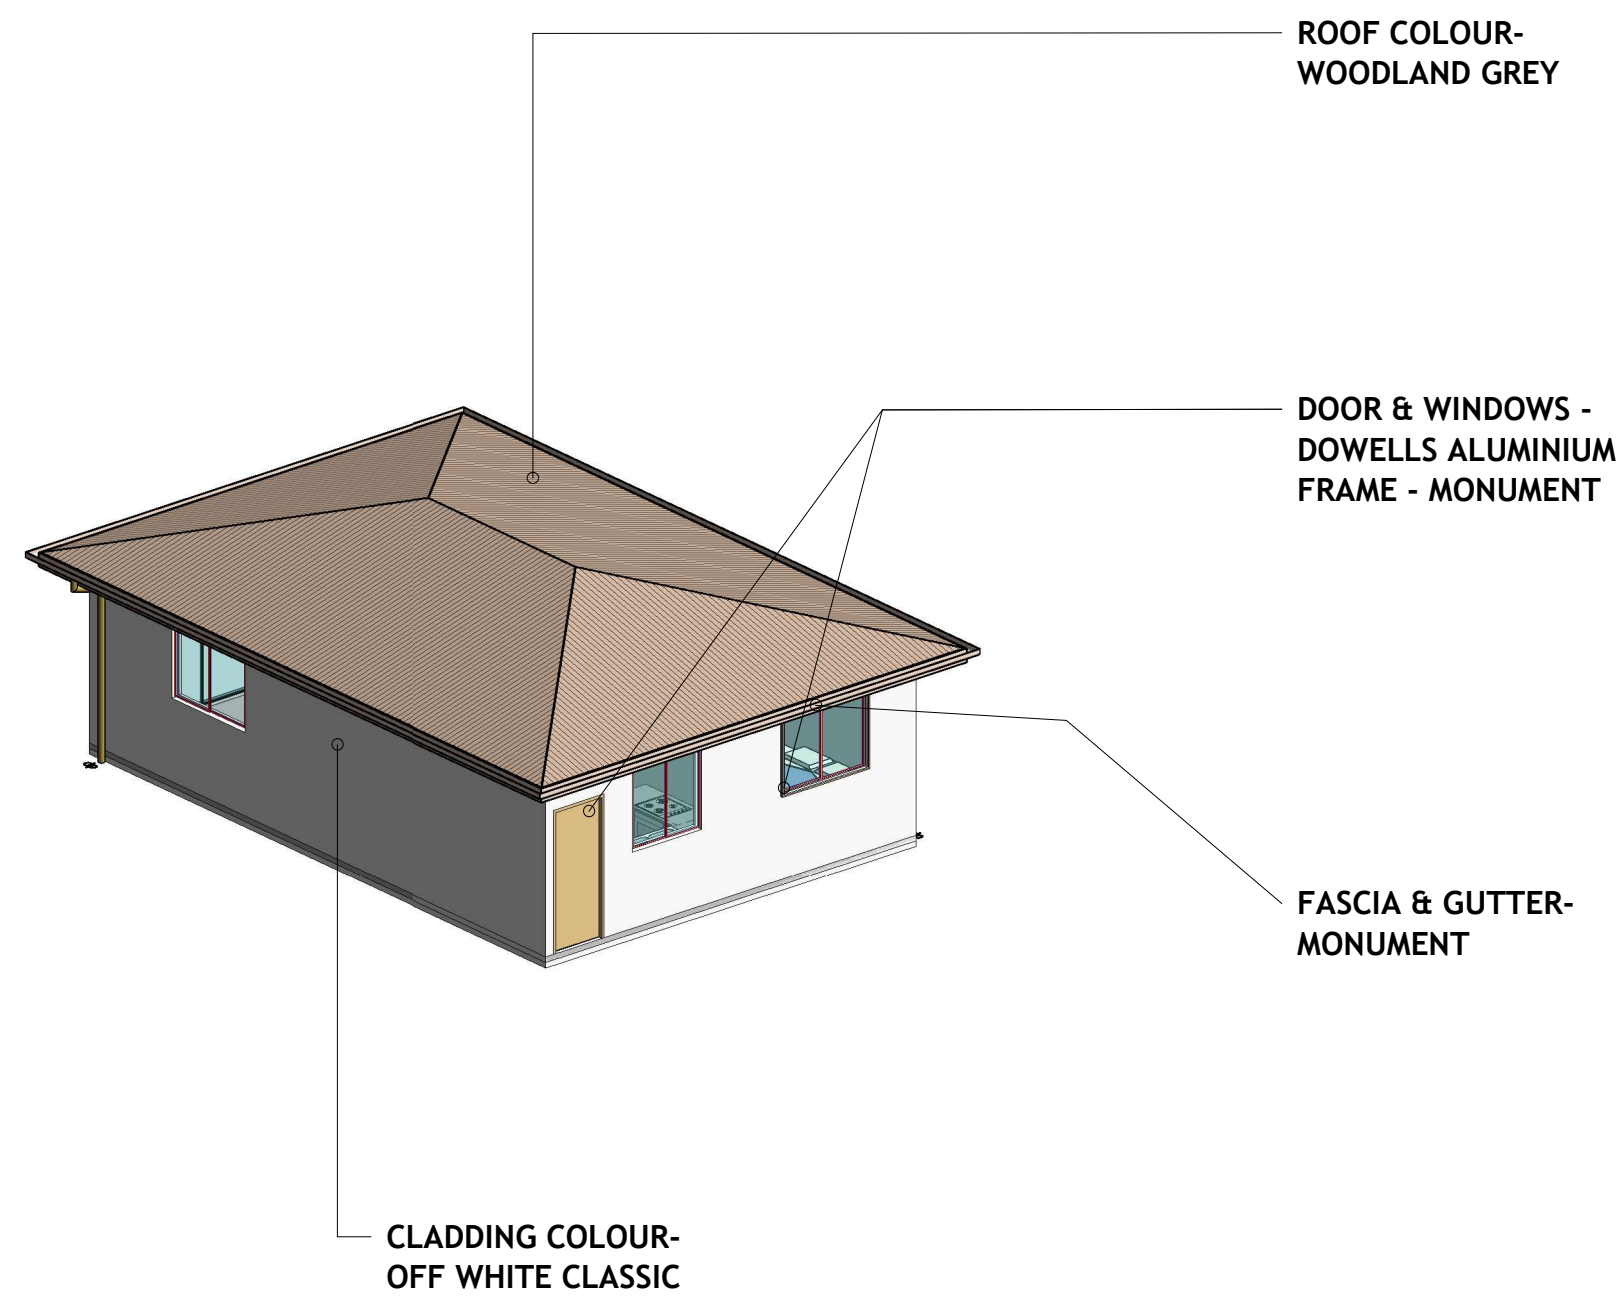 ROOF COLOUR-
WOODLAND GREY
DOOR & WINDOWS -
DOWELLS ALUMINIUM
FRAME - MONUMENT
FASCIA & GUTTER-
MONUMENT
CLADDING COLOUR-
OFF WHITE CLASSIC